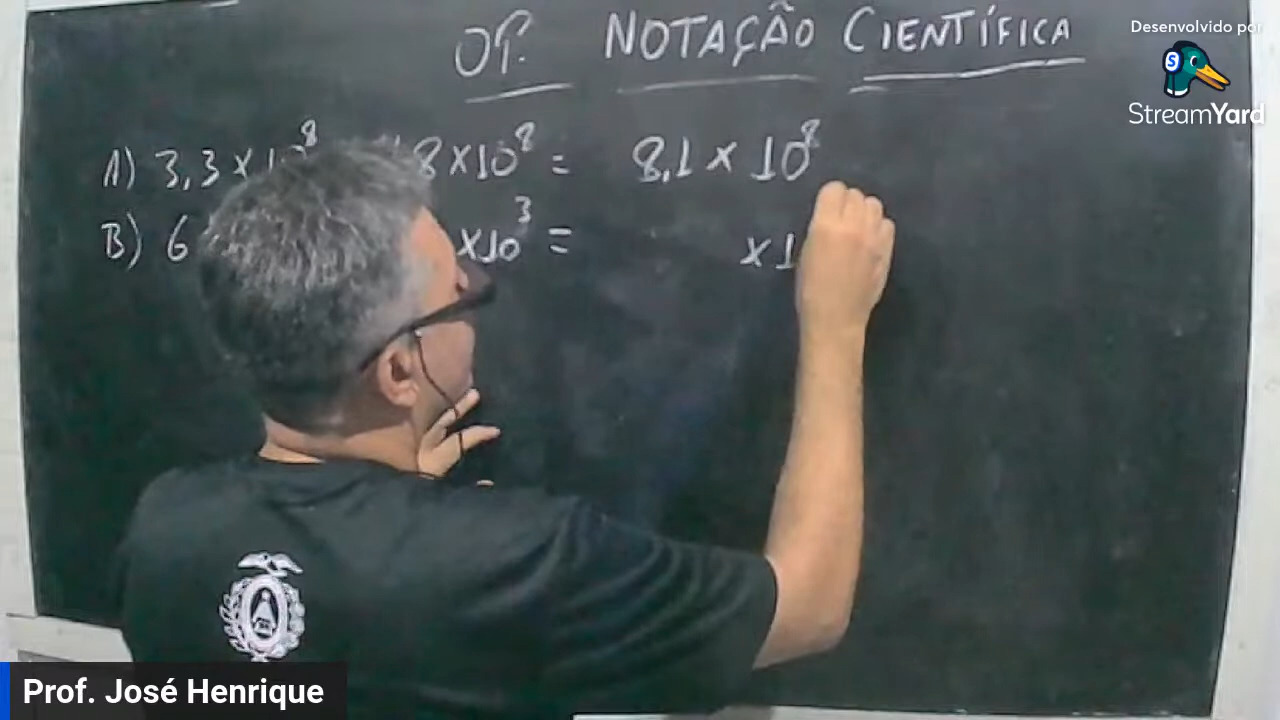 Desenvolvido por
StreamYard
OP. NOTAÇÃO CIENTÍFICA
A) 3,3 × 10⁸ 8 × 10⁸ = 8,1 × 10⁸
B) 6 × 10³ = × 1
Prof. José Henrique